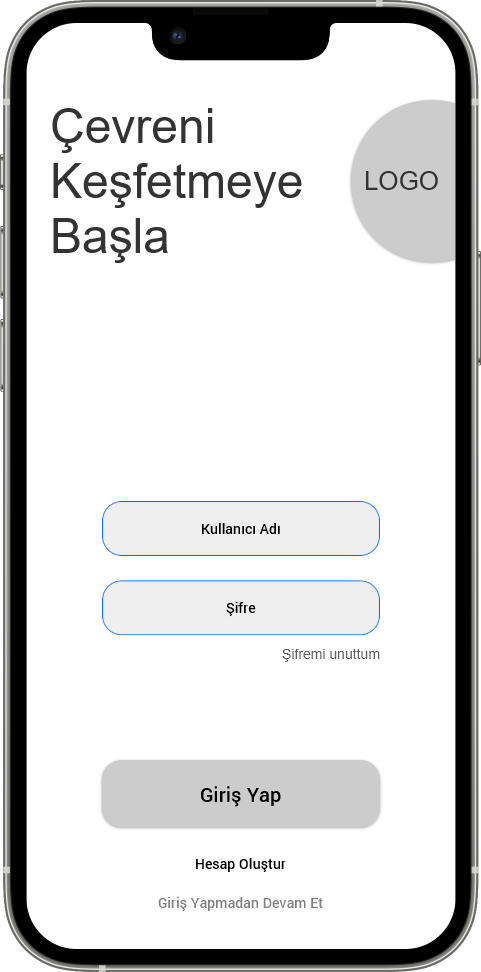 Çevreni
Keşfetmeye
Başla
LOGO
Kullanıcı Adı
Şifre
Şifremi unuttum
Giriş Yap
Hesap Oluştur
Giriş Yapmadan Devam Et